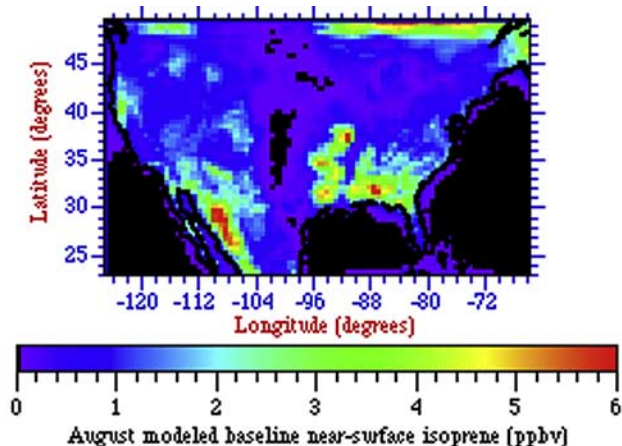 45
40
35
30
25
Latitude (degrees)
-120 -112 -104 -96 -88 -80 -72
Longitude (degrees)
0 1 2 3 4 5 6
August modeled baseline near-surface isoprene (ppbv)